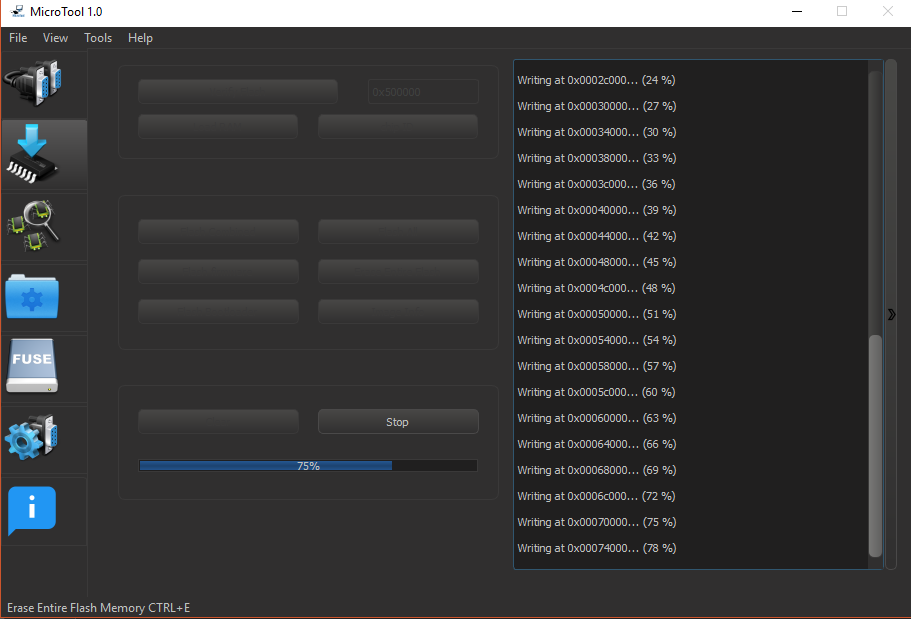 MicroTool 1.0
File View Tools Help
FUSE
0x500000
Stop
75%
Writing at 0x0002c000... (24 %)
Writing at 0x00030000... (27 %)
Writing at 0x00034000... (30 %)
Writing at 0x00038000... (33 %)
Writing at 0x0003c000... (36 %)
Writing at 0x00040000... (39 %)
Writing at 0x00044000... (42 %)
Writing at 0x00048000... (45 %)
Writing at 0x0004c000... (48 %)
Writing at 0x00050000... (51 %)
Writing at 0x00054000... (54 %)
Writing at 0x00058000... (57 %)
Writing at 0x0005c000... (60 %)
Writing at 0x00060000... (63 %)
Writing at 0x00064000... (66 %)
Writing at 0x00068000... (69 %)
Writing at 0x0006c000... (72 %)
Writing at 0x00070000... (75 %)
Writing at 0x00074000... (78 %)
Erase Entire Flash Memory CTRL+E